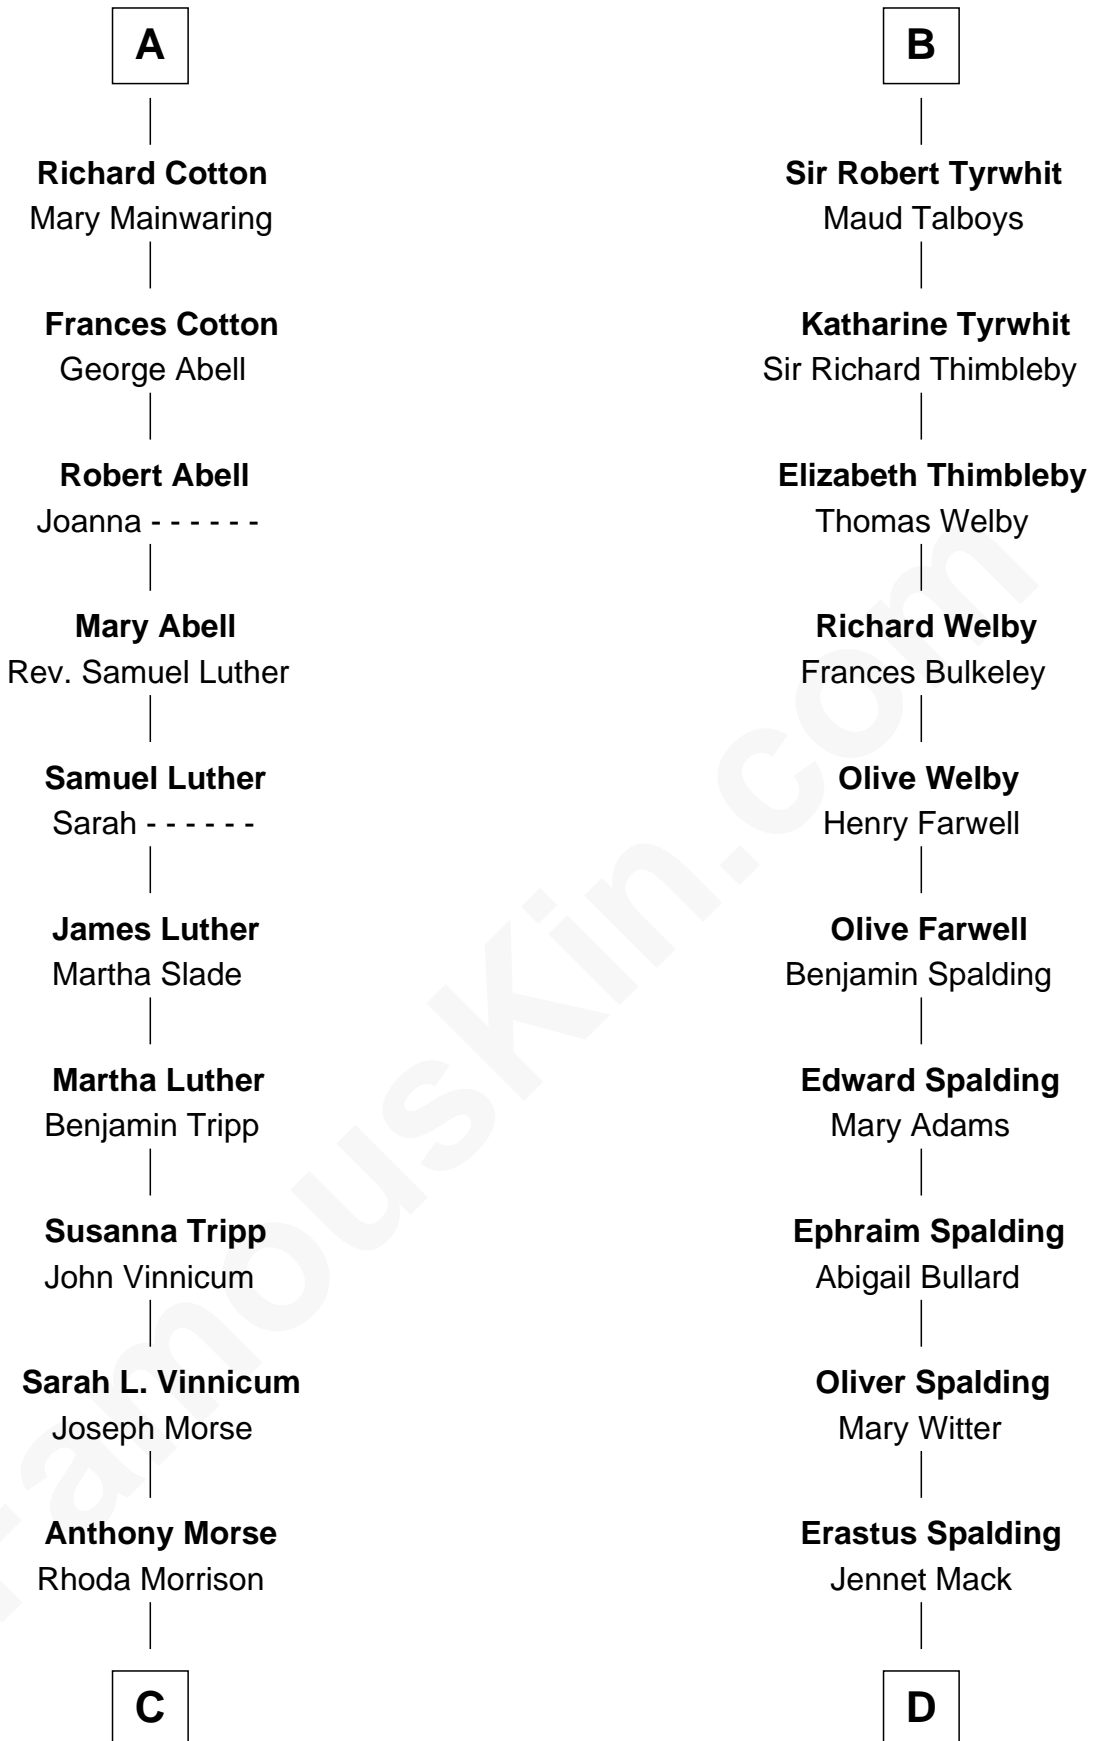 A
Richard Cotton
Mary Mainwaring
Frances Cotton
George Abell
Robert Abell
Joanna - - - - - -
Mary Abell
Rev. Samuel Luther
Samuel Luther
Sarah - - - - - -
James Luther
Martha Slade
Martha Luther
Benjamin Tripp
Susanna Tripp
John Vinnicum
Sarah L. Vinnicum
Joseph Morse
Anthony Morse
Rhoda Morrison
C
B
Sir Robert Tyrwhit
Maud Talboys
Katharine Tyrwhit
Sir Richard Thimbleby
Elizabeth Thimbleby
Thomas Welby
Richard Welby
Frances Bulkeley
Olive Welby
Henry Farwell
Olive Farwell
Benjamin Spalding
Edward Spalding
Mary Adams
Ephraim Spalding
Abigail Bullard
Oliver Spalding
Mary Witter
Erastus Spalding
Jennet Mack
D
FamousKin.com